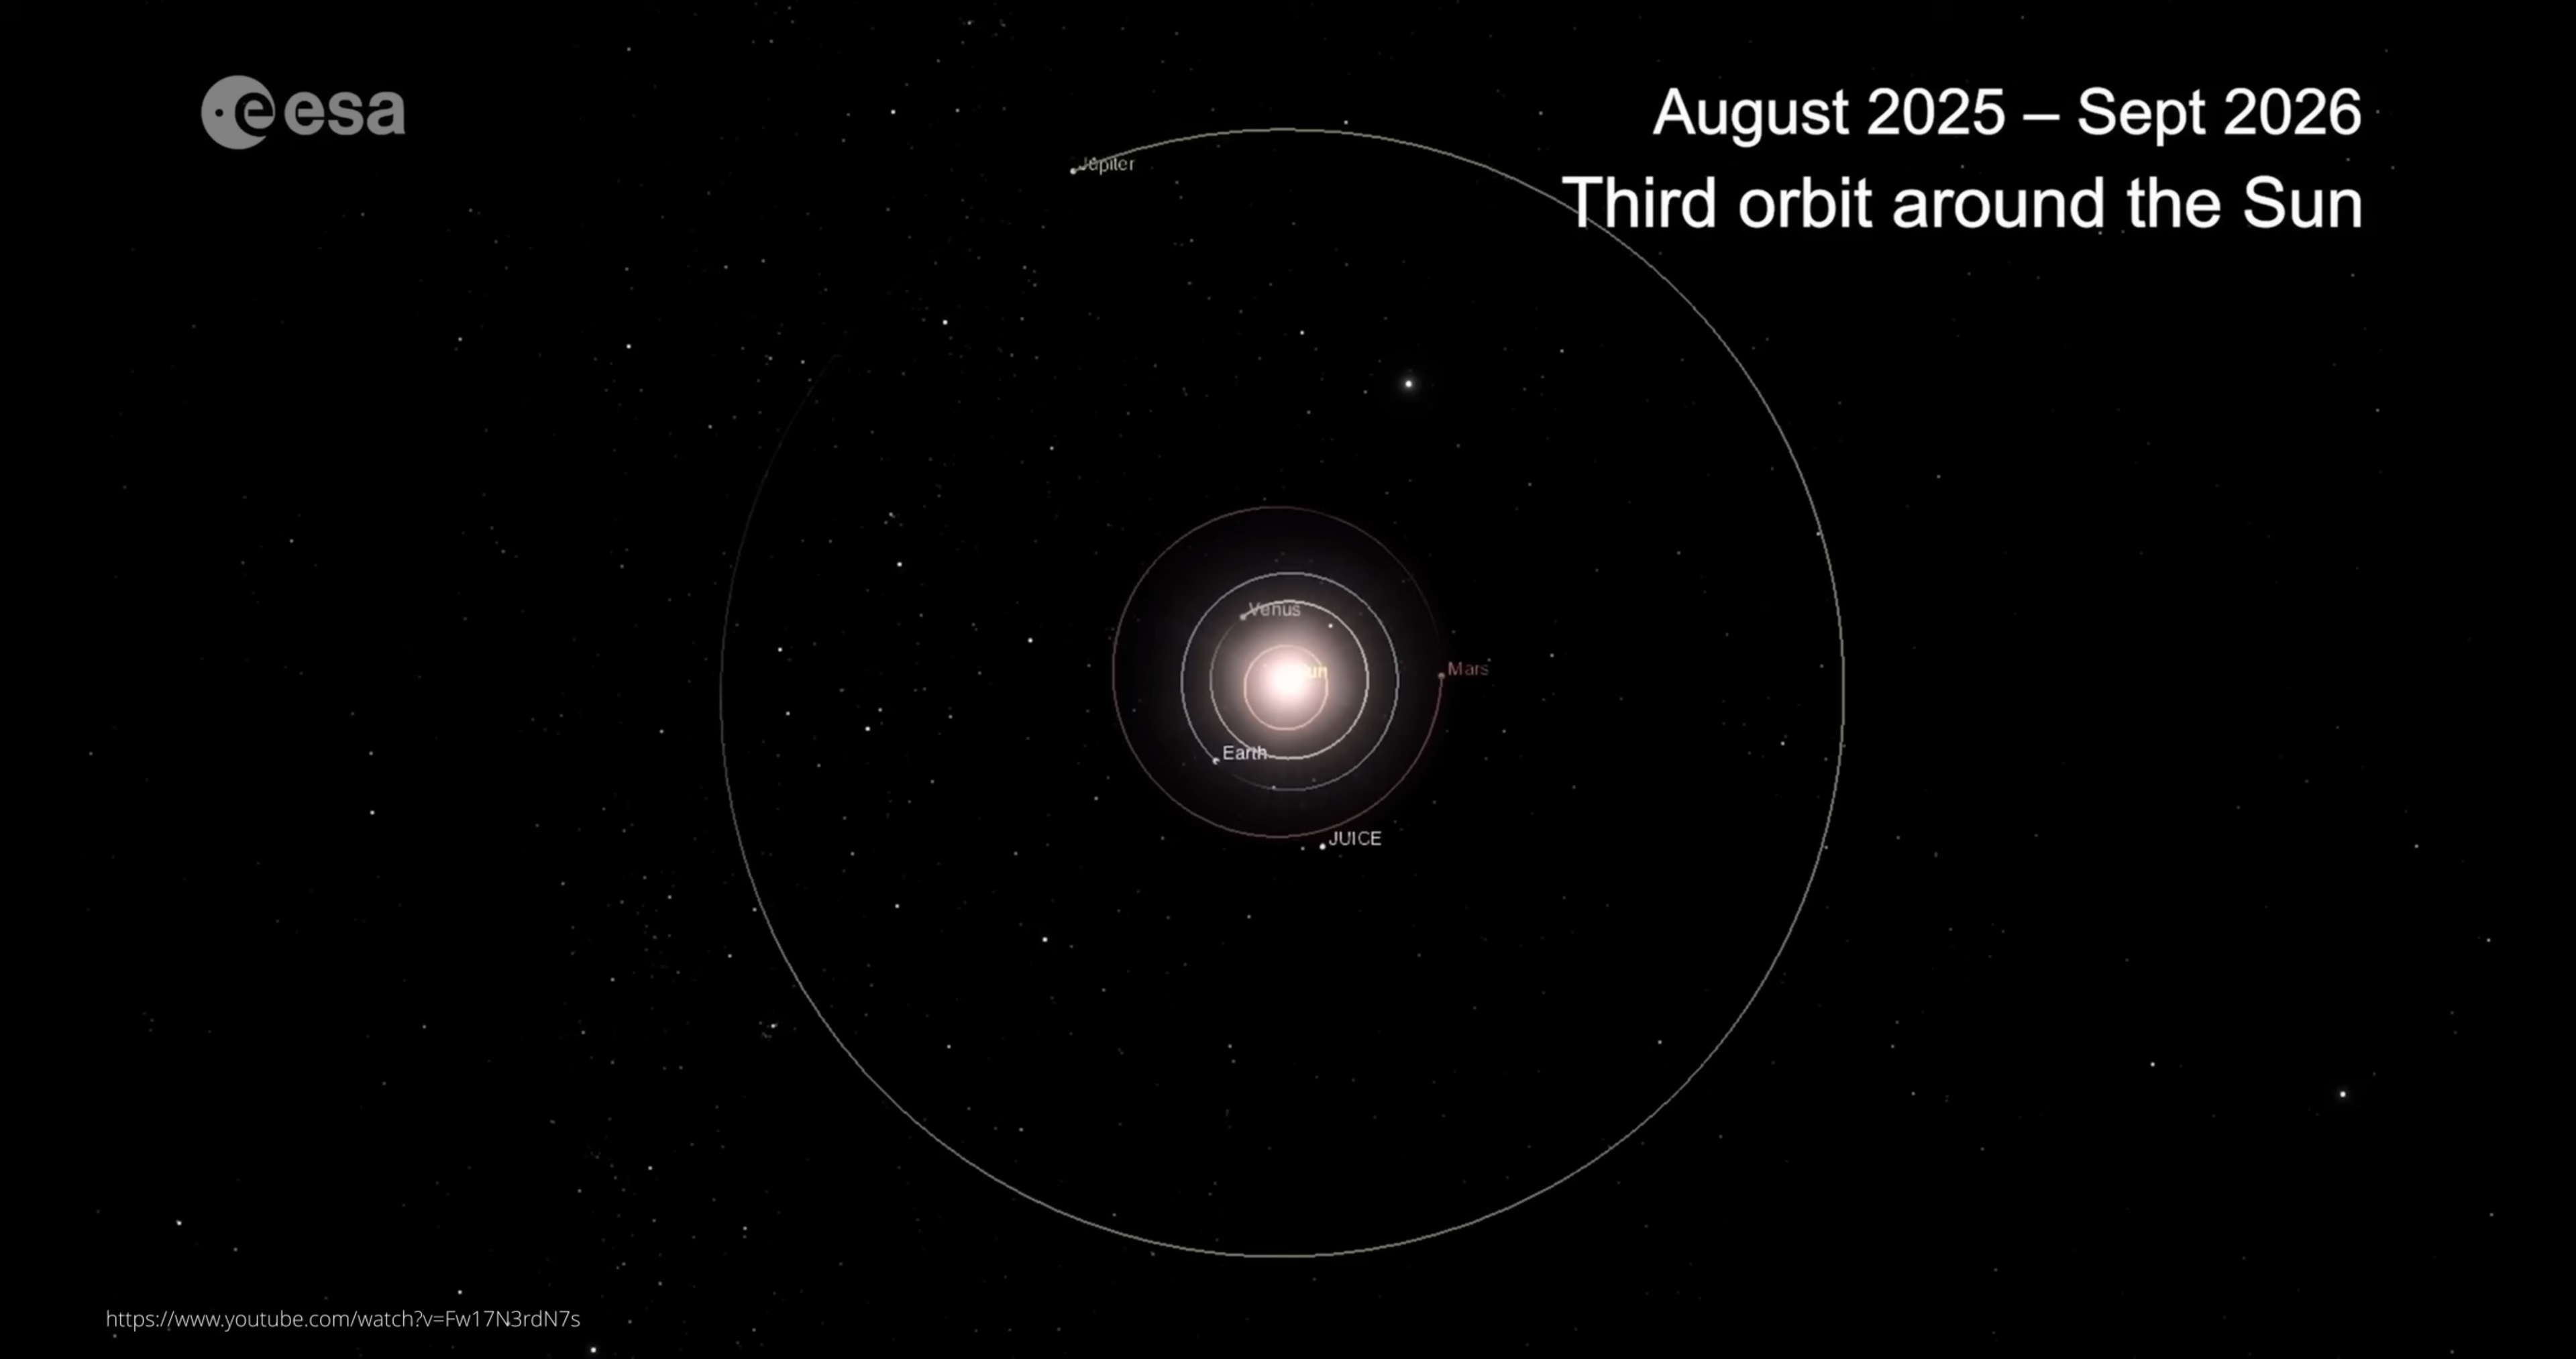 esa
August 2025 – Sept 2026
Third orbit around the Sun
Jupiter
Venus
Mars
Earth
JUICE
https://www.youtube.com/watch?v=Fw17N3rdN7s